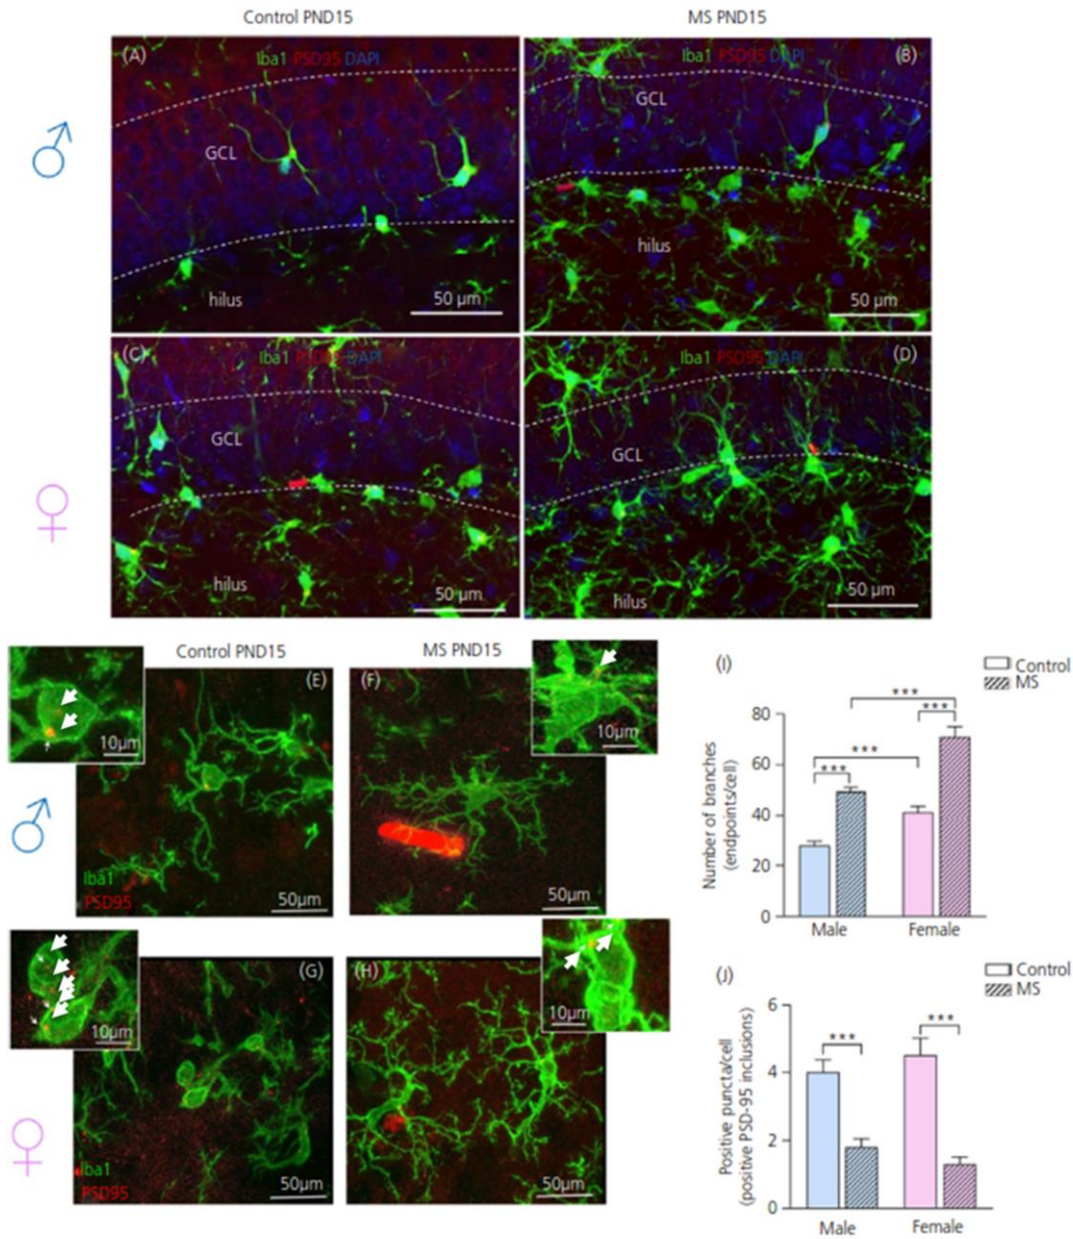 Control PND15
MS PND15
(A)
Iba1 PSD95 DAPI
GCL
hilus
50 µm
(B)
Iba1 PSD95 DAPI
GCL
hilus
50 µm
(C)
Iba1 PSD95 DAPI
GCL
hilus
50 µm
(D)
Iba1 PSD95 DAPI
GCL
hilus
50 µm
Control PND15
MS PND15
(E)
10µm
Iba1
PSD95
50µm
(F)
10µm
50µm
(G)
10µm
Iba1
PSD95
50µm
(H)
10µm
50µm
(I)
Control
MS
Number of branches
(endpoints/cell)
80
60
40
20
0
***
***
***
***
Male
Female
(J)
Control
MS
Positive puncta/cell
(positive PSD-95 inclusions)
6
4
2
0
***
***
Male
Female